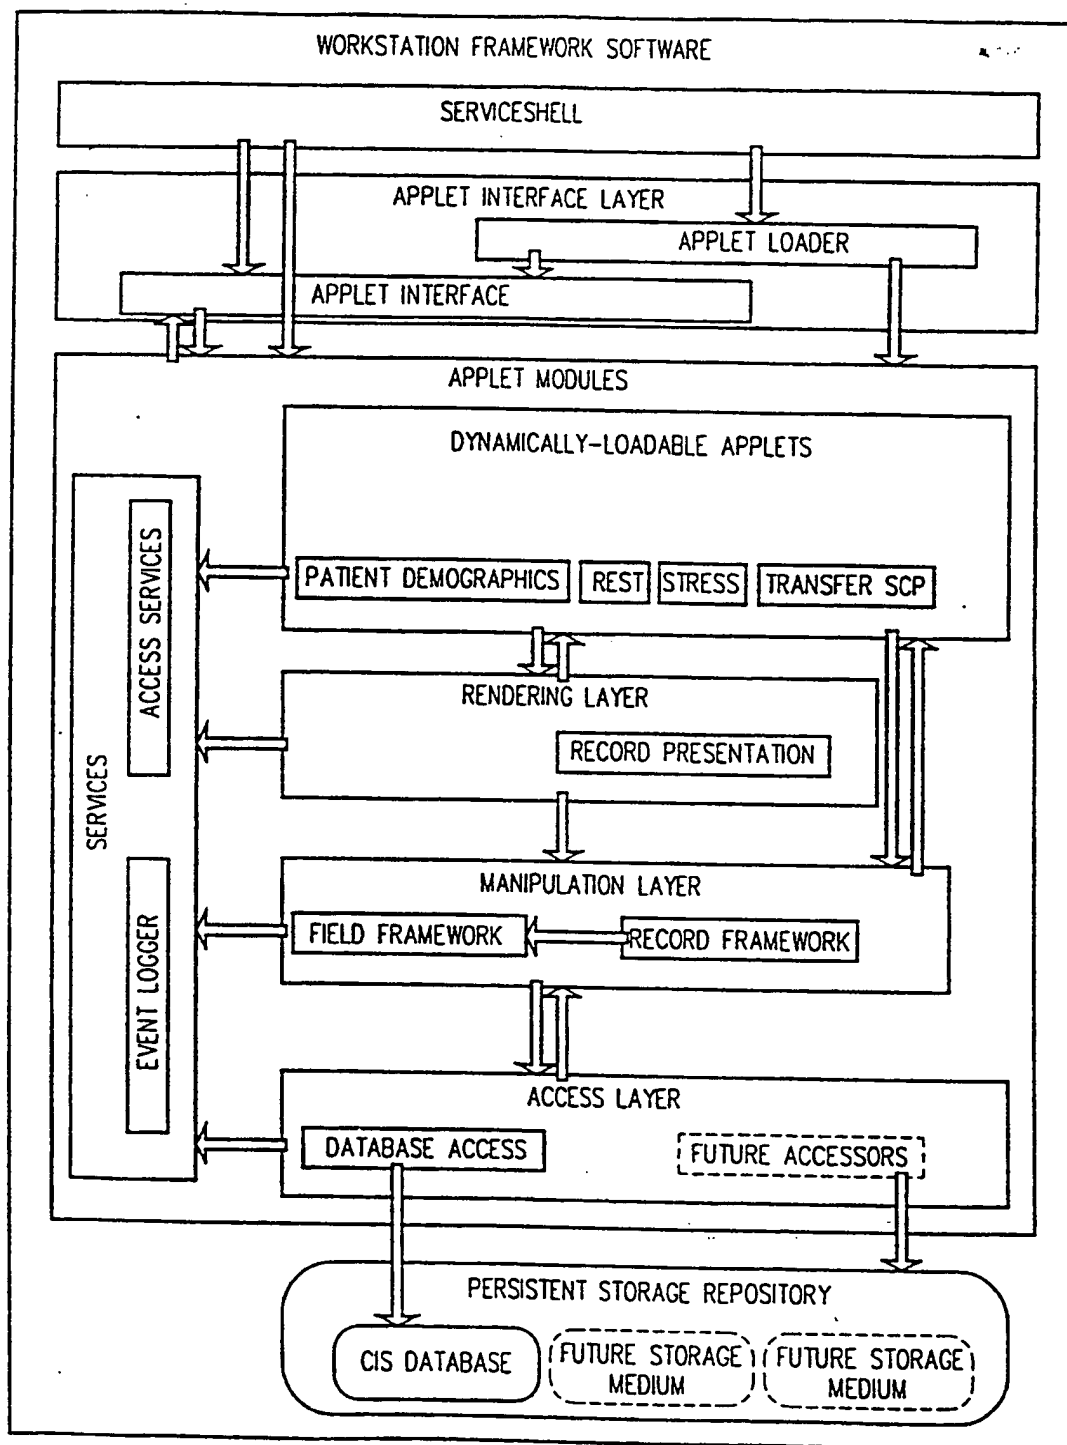 WORKSTATION FRAMEWORK SOFTWARE
SERVICESHELL
APPLET INTERFACE LAYER
APPLET LOADER
APPLET INTERFACE
APPLET MODULES
DYNAMICALLY-LOADABLE APPLETS
PATIENT DEMOGRAPHICS
REST
STRESS
TRANSFER SCP
SERVICES
ACCESS SERVICES
EVENT LOGGER
RENDERING LAYER
RECORD PRESENTATION
MANIPULATION LAYER
FIELD FRAMEWORK
RECORD FRAMEWORK
ACCESS LAYER
DATABASE ACCESS
FUTURE ACCESSORS
PERSISTENT STORAGE REPOSITORY
CIS DATABASE
FUTURE STORAGE
MEDIUM
FUTURE STORAGE
MEDIUM